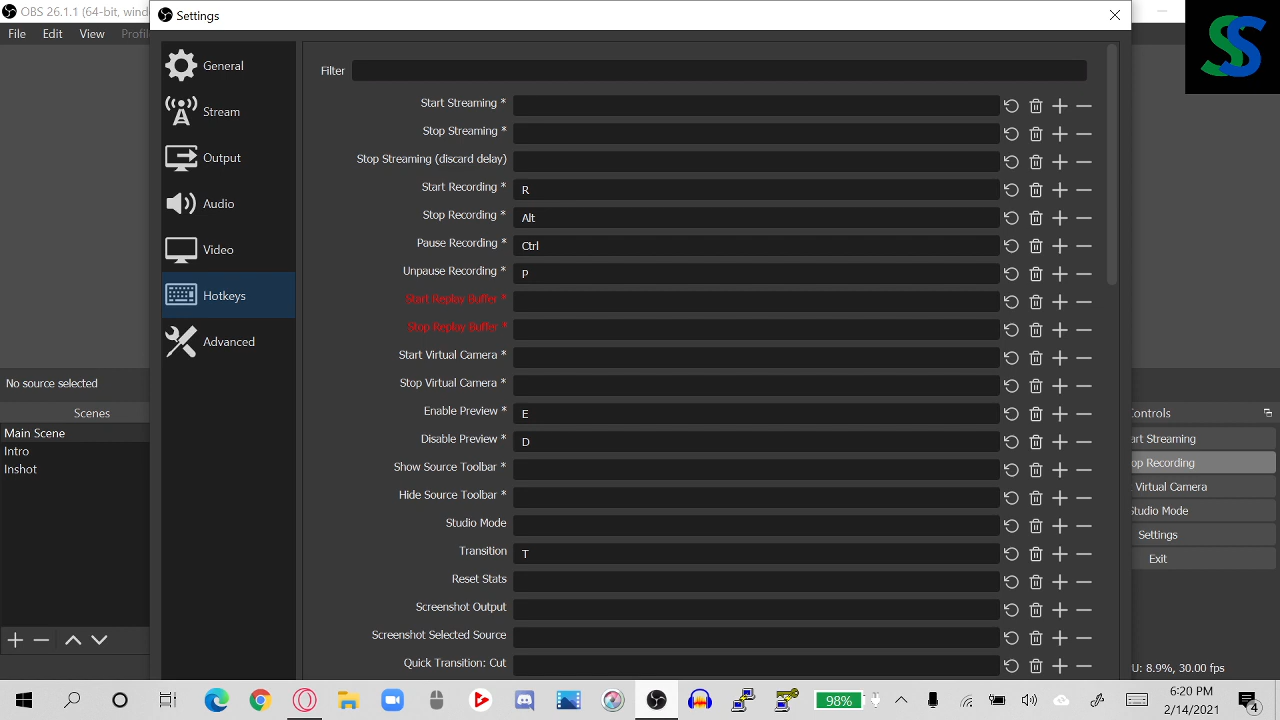 OBS 26.1.1 (64-bit, wind
Settings
File Edit View Profil
SS
General
Stream
Output
Audio
Video
Hotkeys
Advanced
Filter
Start Streaming *
Stop Streaming *
Stop Streaming (discard delay)
Start Recording * R
Stop Recording * Alt
Pause Recording * Ctrl
Unpause Recording * P
Start Replay Buffer *
Stop Replay Buffer *
Start Virtual Camera *
Stop Virtual Camera *
Enable Preview * E
Disable Preview * D
Show Source Toolbar *
Hide Source Toolbar *
Studio Mode
Transition T
Reset Stats
Screenshot Output
Screenshot Selected Source
Quick Transition: Cut
No source selected
Scenes
Main Scene
Intro
Inshot
ontrols
art Streaming
op Recording
Virtual Camera
Studio Mode
Settings
Exit
U: 8.9%, 30.00 fps
98%
6:20 PM
2/14/2021
4